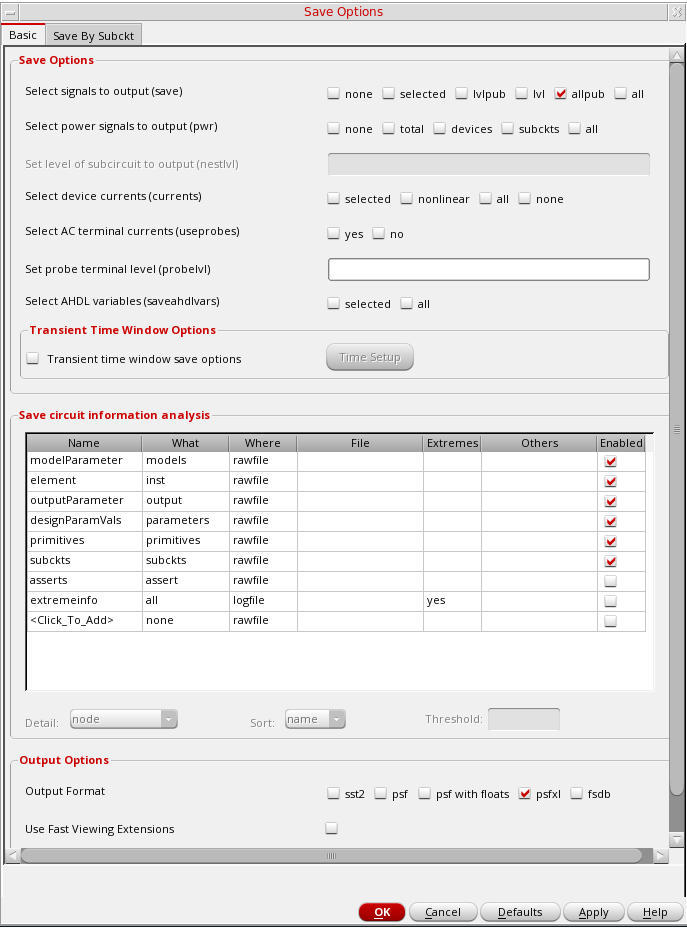 Save Options
Basic Save By Subckt
Save Options
Select signals to output (save) none selected lvlpub lvl allpub all
Select power signals to output (pwr) none total devices subckts all
Set level of subcircuit to output (nestlvl)
Select device currents (currents) selected nonlinear all none
Select AC terminal currents (useprobes) yes no
Set probe terminal level (probelvl)
Select AHDL variables (saveahdlvars) selected all
Transient Time Window Options
Transient time window save options Time Setup
Save circuit information analysis
Name What Where File Extremes Others Enabled
modelParameter models rawfile
element inst rawfile
outputParameter output rawfile
designParamVals parameters rawfile
primitives primitives rawfile
subckts subckts rawfile
asserts assert rawfile
extremeinfo all logfile yes
<Click_To_Add> none rawfile
Detail: node Sort: name Threshold:
Output Options
Output Format sst2 psf psf with floats psfxl fsdb
Use Fast Viewing Extensions
OK Cancel Defaults Apply Help